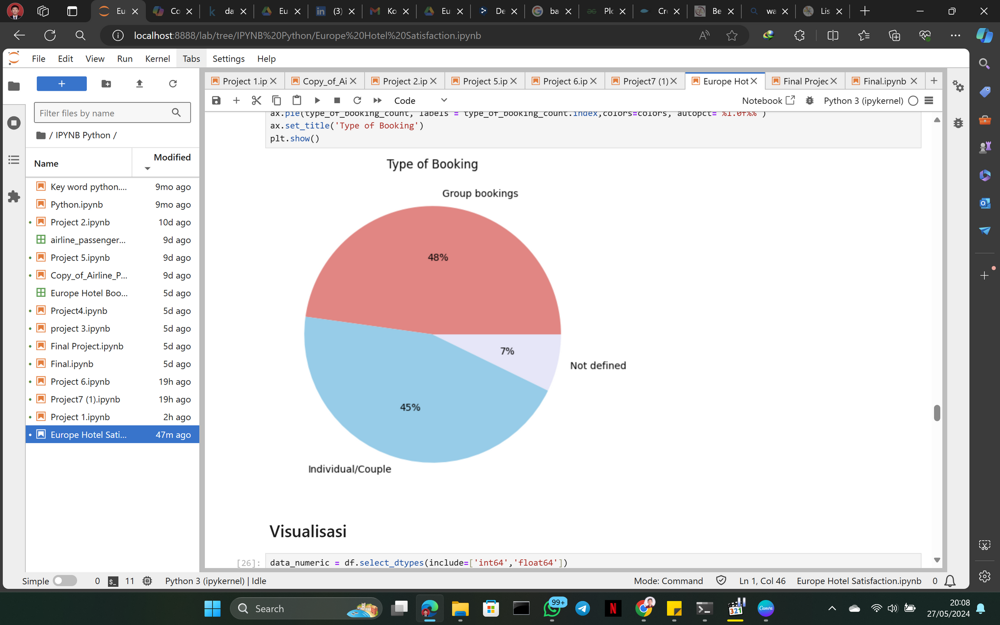 Eu
Co
da
Eu
(3)
Ko
Eu
De
ba
Plo
Cr
Be
wa
Lis
localhost:8888/lab/tree/IPYNB%20Python/Europe%20Hotel%20Satisfaction.ipynb
File Edit View Run Kernel Tabs Settings Help
Filter files by name
/ IPYNB Python /
Name Modified
Key word python.... 9mo ago
Python.ipynb 9mo ago
Project 2.ipynb 10d ago
airline_passenger... 9d ago
Project 5.ipynb 9d ago
Copy_of_Airline_P... 9d ago
Europe Hotel Boo... 5d ago
Project4.ipynb 5d ago
project 3.ipynb 5d ago
Final Project.ipynb 5d ago
Final.ipynb 5d ago
Project 6.ipynb 19h ago
Project7 (1).ipynb 19h ago
Project 1.ipynb 2h ago
Europe Hotel Sati... 47m ago
Project 1.ip Copy_of_Ai Project 2.ip Project 5.ip Project 6.ip Project7 (1) Europe Hot Final Projec Final.ipynb
Code Notebook Python 3 (ipykernel)
ax.pie(type_of_booking_count, labels = type_of_booking_count.index,colors=colors, autopct='%1.0f%%')
ax.set_title('Type of Booking')
plt.show()
Type of Booking
Group bookings
48%
7%
Not defined
45%
Individual/Couple
Visualisasi
[26]: data_numeric = df.select_dtypes(include=['int64','float64'])
Simple 0 $_ 11 Python 3 (ipykernel) | Idle Mode: Command Ln 1, Col 46 Europe Hotel Satisfaction.ipynb 0
Search
99+
N
321
Canva
20:08
27/05/2024